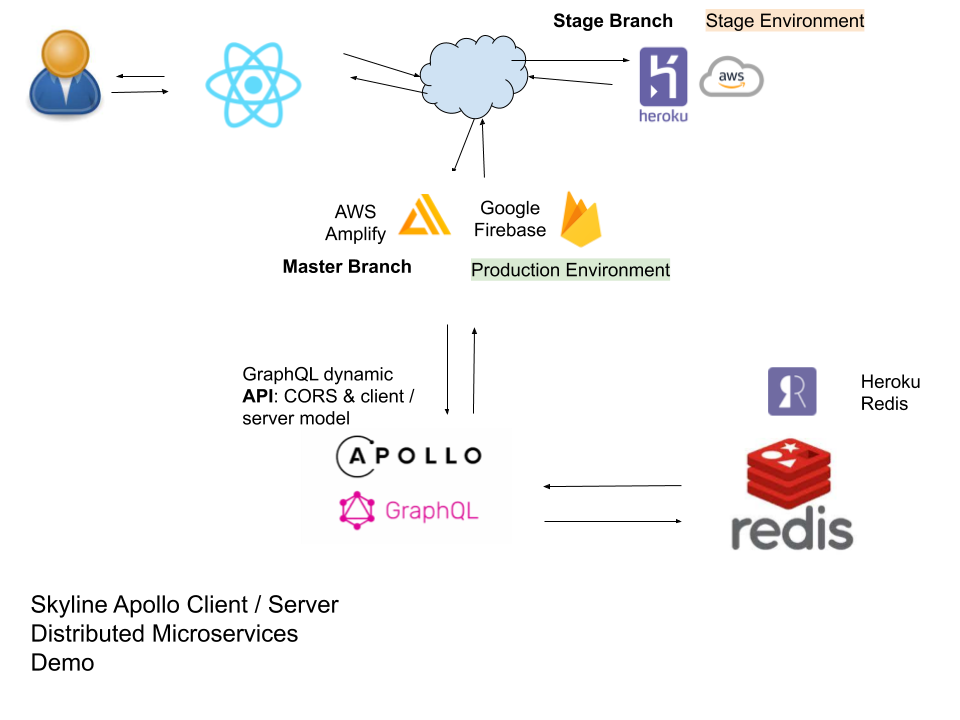 Stage Branch
Stage Environment
heroku
aws
AWS
Amplify
Google
Firebase
Master Branch
Production Environment
GraphQL dynamic
API: CORS & client /
server model
APOLLO
GraphQL
Heroku
Redis
redis
Skyline Apollo Client / Server
Distributed Microservices
Demo